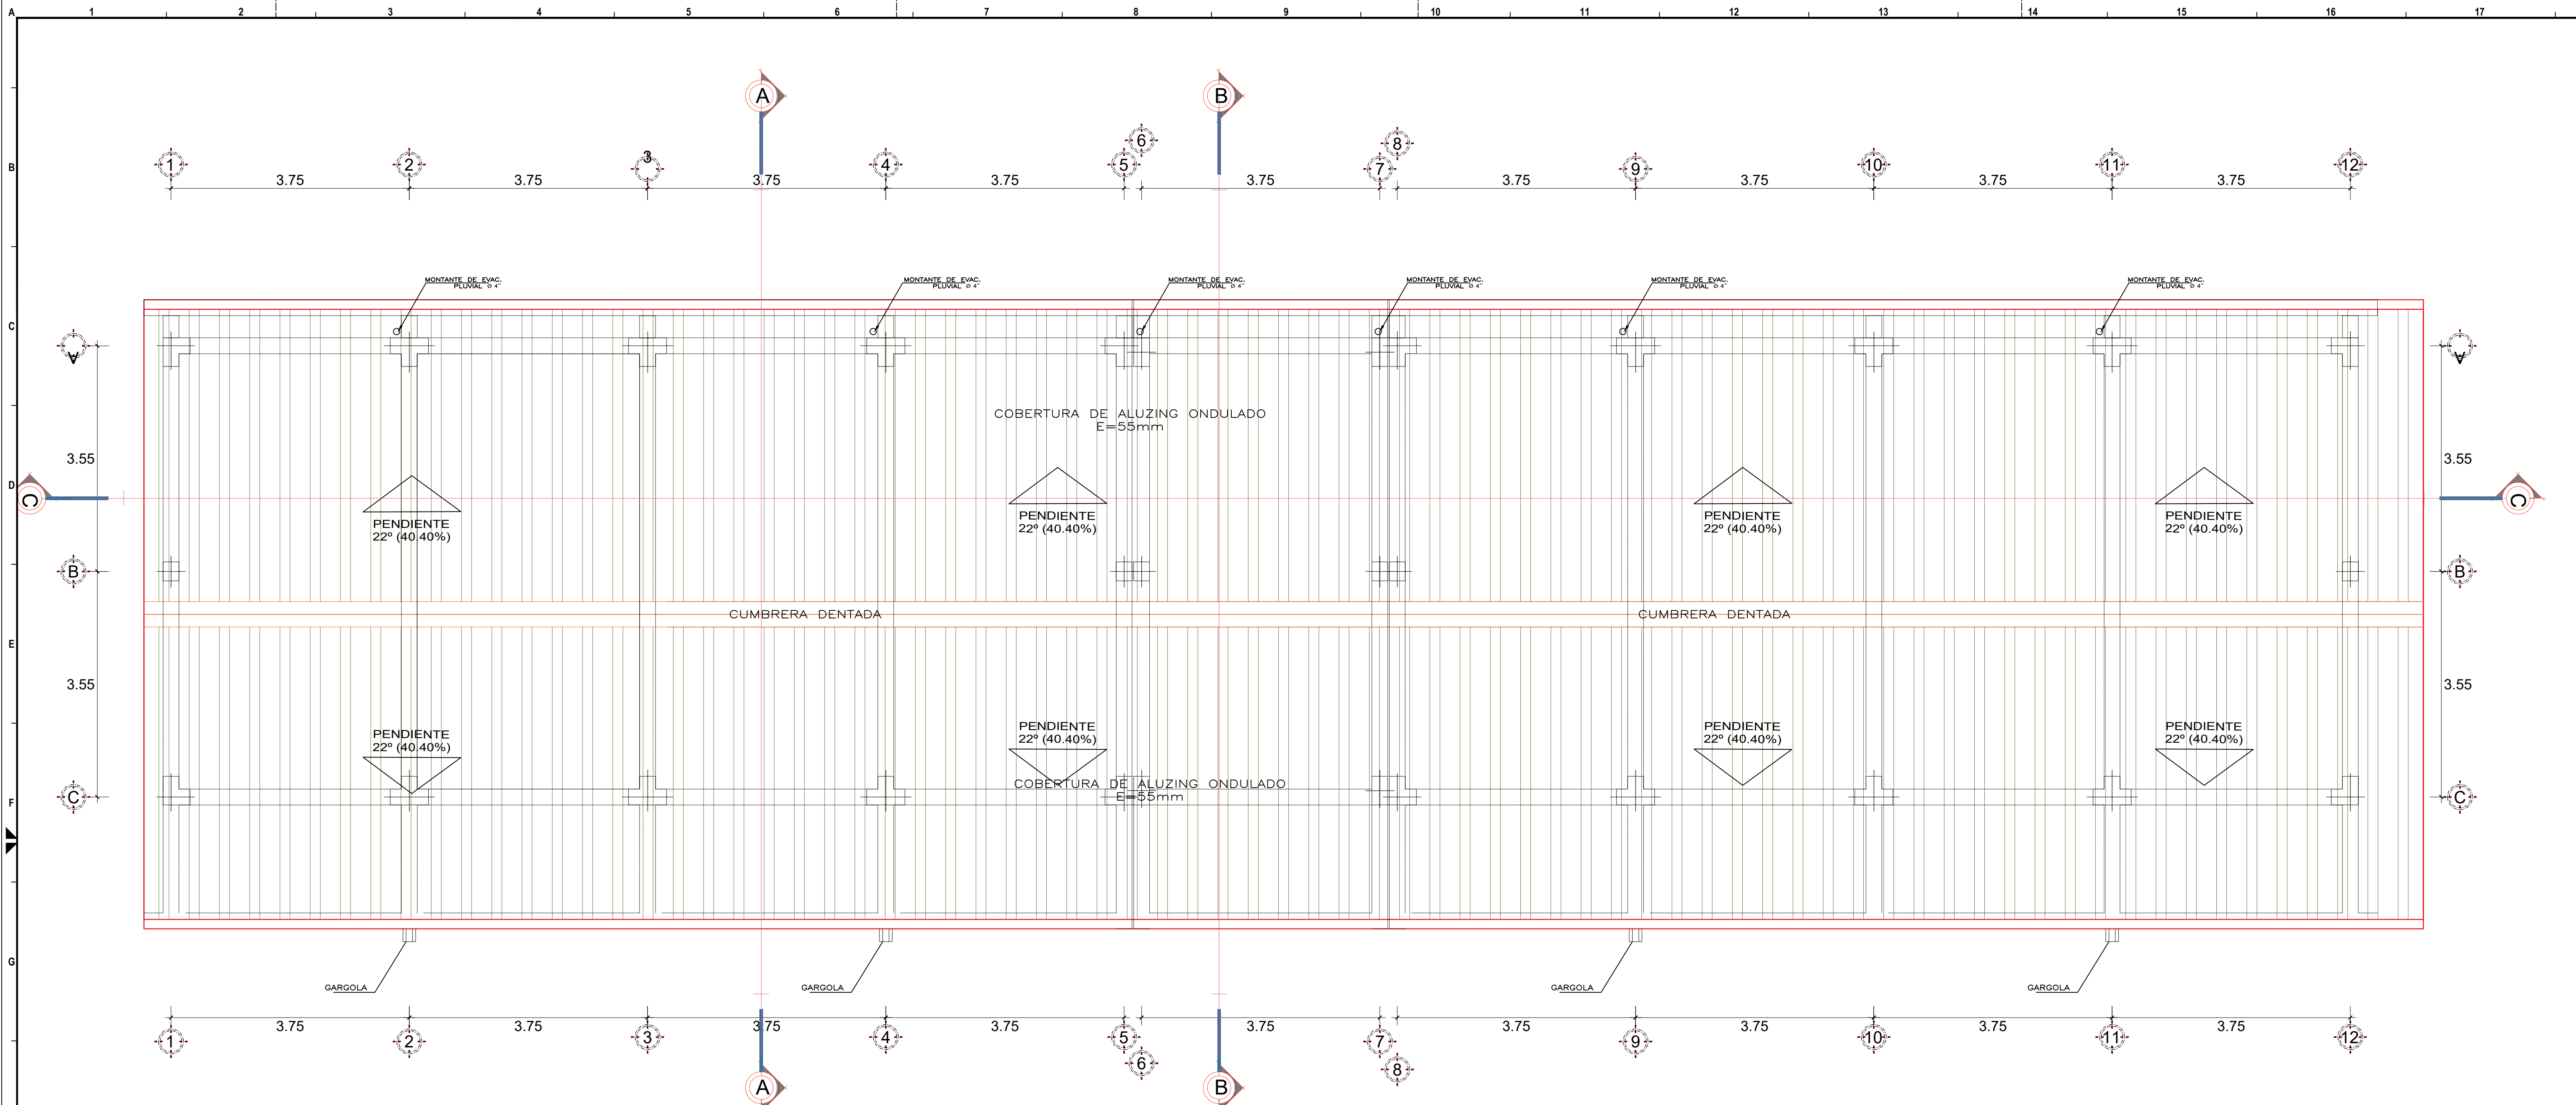 A 1 2 3 4 5 6 7 8 9 10 11 12 13 14 15 16 17
A B
6
8
1 2 3 4 5 7 9 10 11 12
B
3.75 3.75 3.75 3.75 3.75 3.75 3.75 3.75 3.75
MONTANTE DE EVAC. MONTANTE DE EVAC. MONTANTE DE EVAC. MONTANTE DE EVAC. MONTANTE DE EVAC. MONTANTE DE EVAC.
PLUVIAL Ø 4" PLUVIAL Ø 4" PLUVIAL Ø 4" PLUVIAL Ø 4" PLUVIAL Ø 4" PLUVIAL Ø 4"
C
A A
COBERTURA DE ALUZING ONDULADO
E=55mm
3.55 3.55
D
C C
PENDIENTE PENDIENTE PENDIENTE PENDIENTE
22º (40.40%) 22º (40.40%) 22º (40.40%) 22º (40.40%)
B B
CUMBRERA DENTADA CUMBRERA DENTADA
E
3.55 3.55
PENDIENTE PENDIENTE PENDIENTE PENDIENTE
22º (40.40%) 22º (40.40%) 22º (40.40%) 22º (40.40%)
COBERTURA DE ALUZING ONDULADO
E=55mm
C C
F
G
GARGOLA GARGOLA GARGOLA GARGOLA
3.75 3.75 3.75 3.75 3.75 3.75 3.75 3.75 3.75
1 2 3 4 5 7 9 10 11 12
6
8
A B